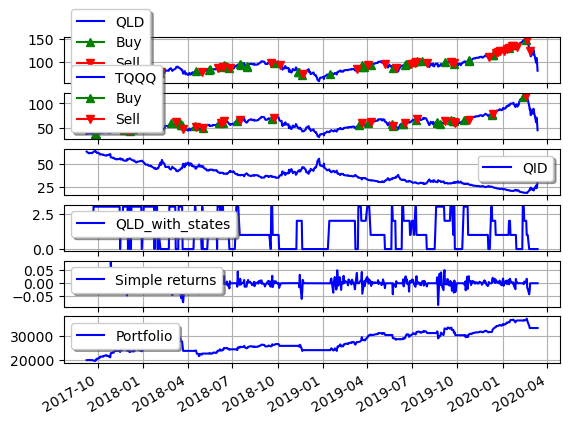 QLD
Buy
Sell
150
100
TQQQ
Buy
Sell
100
50
QID
50
25
QLD_with_states
2.5
0.0
Simple returns
0.05
0.00
−0.05
Portfolio
30000
20000
2017-10
2018-01
2018-04
2018-07
2018-10
2019-01
2019-04
2019-07
2019-10
2020-01
2020-04